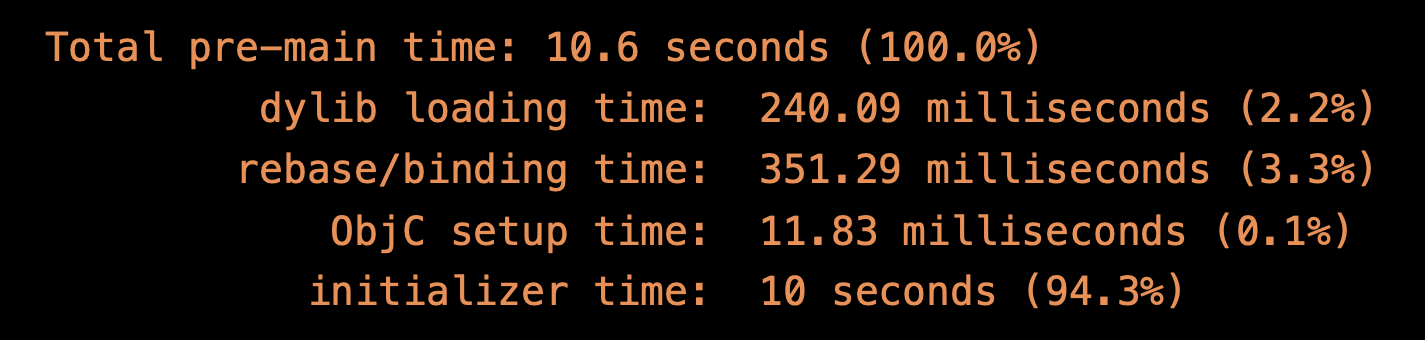 Total pre-main time: 10.6 seconds (100.0%)
dylib loading time: 240.09 milliseconds (2.2%)
rebase/binding time: 351.29 milliseconds (3.3%)
ObjC setup time: 11.83 milliseconds (0.1%)
initializer time: 10 seconds (94.3%)